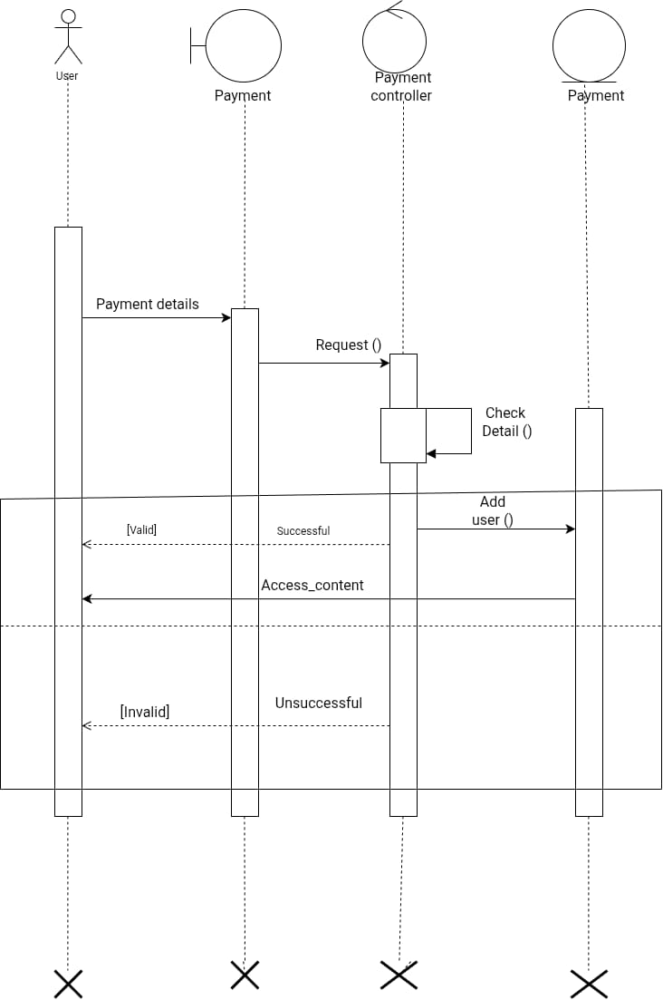 User
Payment
Payment
controller
Payment
Payment details
Request ()
Check
Detail ()
Add
user ()
[Valid]
Successful
Access_content
Unsuccessful
[Invalid]